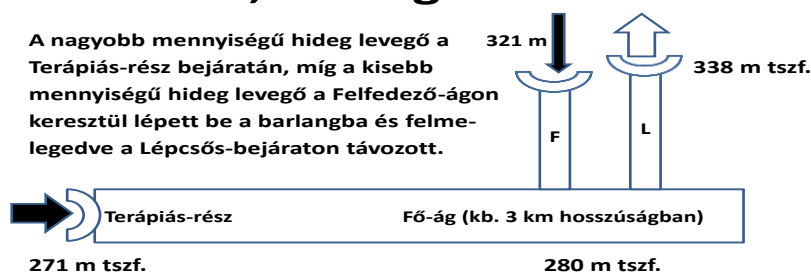 A nagyobb mennyiségű hideg levegő a
Terápiás-rész bejáratán, míg a kisebb
mennyiségű hideg levegő a Felfedező-ágon
keresztül lépett be a barlangba és felme-
legedve a Lépcsős-bejáraton távozott.
321 m
338 m tszf.
F
L
Terápiás-rész
Fő-ág (kb. 3 km hosszúságban)
271 m tszf.
280 m tszf.